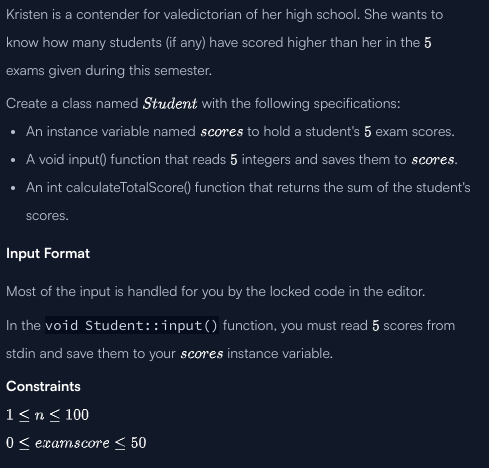 Kristen is a contender for valedictorian of her high school. She wants to
know how many students (if any) have scored higher than her in the 5
exams given during this semester.
Create a class named Student with the following specifications:
• An instance variable named scores to hold a student's 5 exam scores.
• A void input() function that reads 5 integers and saves them to scores.
• An int calculateTotalScore() function that returns the sum of the student's
scores.
Input Format
Most of the input is handled for you by the locked code in the editor.
In the void Student::input() function, you must read 5 scores from
stdin and save them to your scores instance variable.
Constraints
1 ≤ n ≤ 100
0 ≤ examscore ≤ 50